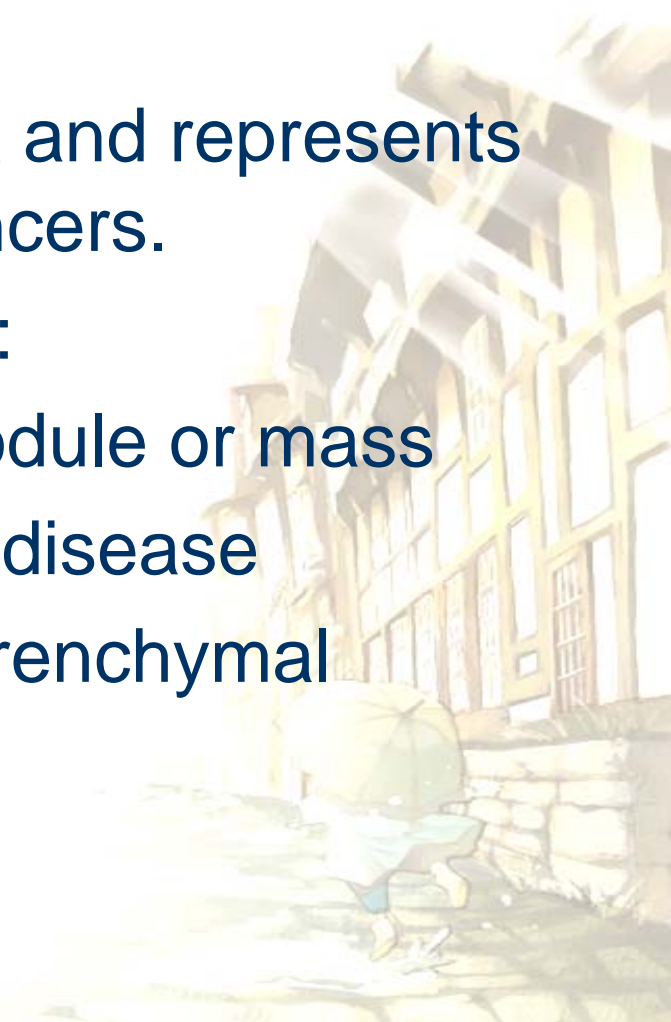 and represents
ncers.
:
odule or mass
disease
renchymal